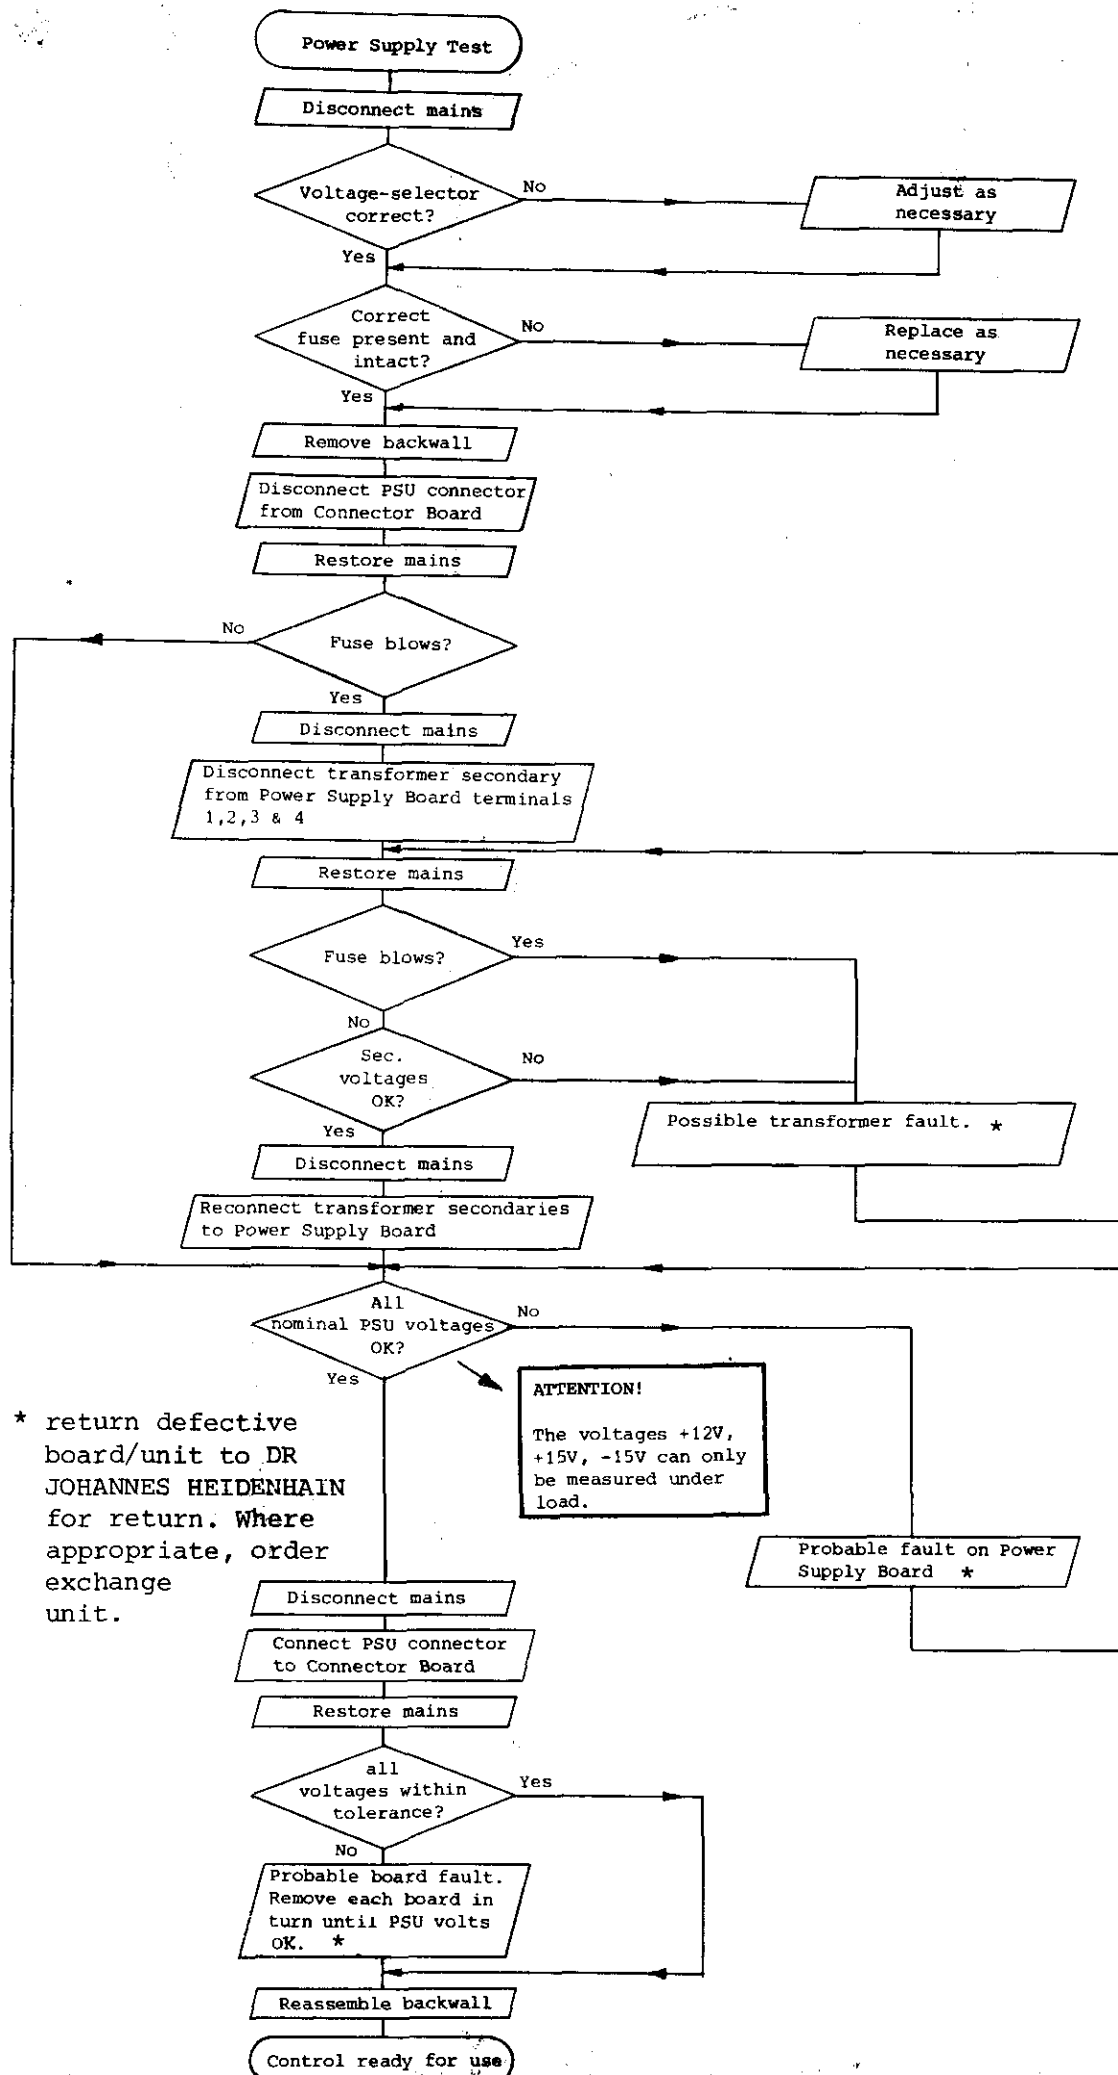 Power Supply Test
Disconnect mains
Voltage-selector
correct?
No
Adjust as
necessary
Yes
Correct
fuse present and
intact?
No
Replace as
necessary
Yes
Remove backwall
Disconnect PSU connector
from Connector Board
Restore mains
No
Fuse blows?
Yes
Disconnect mains
Disconnect transformer secondary
from Power Supply Board terminals
1,2,3 & 4
Restore mains
Fuse blows?
Yes
No
Sec.
voltages
OK?
No
Possible transformer fault. *
Yes
Disconnect mains
Reconnect transformer secondaries
to Power Supply Board
All
nominal PSU voltages
OK?
No
Yes
ATTENTION!
The voltages +12V,
+15V, -15V can only
be measured under
load.
* return defective
board/unit to DR
JOHANNES HEIDENHAIN
for return. Where
appropriate, order
exchange
unit.
Probable fault on Power
Supply Board *
Disconnect mains
Connect PSU connector
to Connector Board
Restore mains
all
voltages within
tolerance?
Yes
No
Probable board fault.
Remove each board in
turn until PSU volts
OK. *
Reassemble backwall
Control ready for use